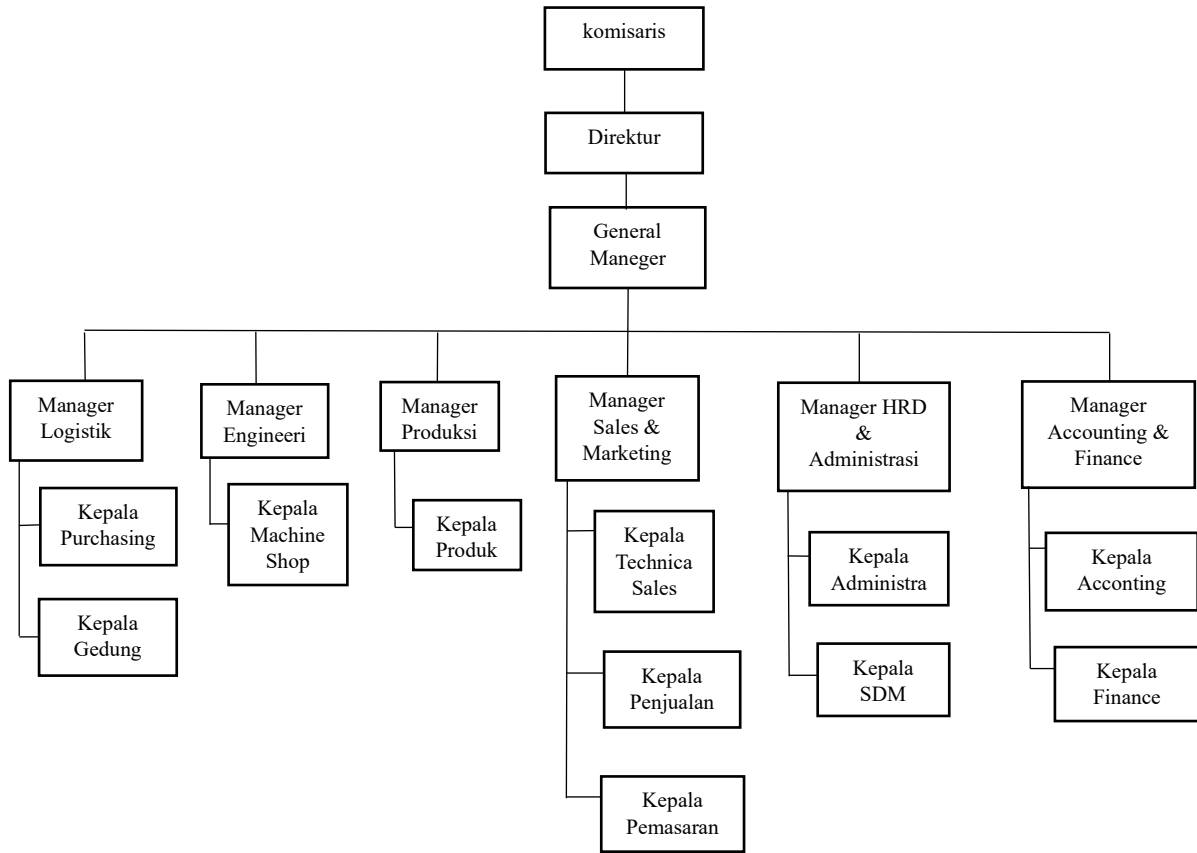 komisaris
Direktur
General
Maneger
Manager
Logistik
Manager
Engineeri
Manager
Produksi
Manager
Sales &
Marketing
Manager HRD
&
Administrasi
Manager
Accounting &
Finance
Kepala
Purchasing
Kepala
Gedung
Kepala
Machine
Shop
Kepala
Produk
Kepala
Technica
Sales
Kepala
Penjualan
Kepala
Pemasaran
Kepala
Administra
Kepala
SDM
Kepala
Acconting
Kepala
Finance